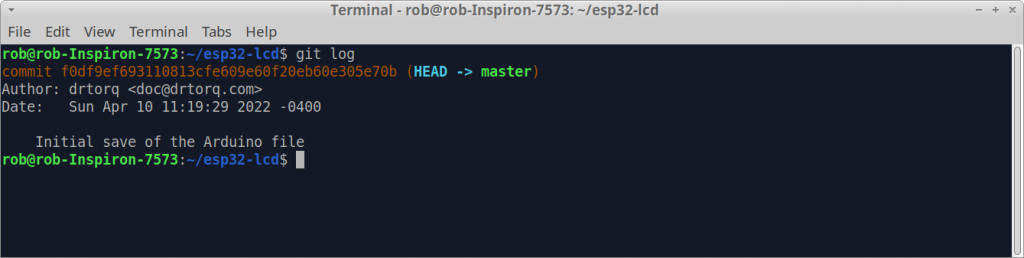 Terminal - rob@rob-Inspiron-7573: ~/esp32-lcd
File Edit View Terminal Tabs Help
rob@rob-Inspiron-7573:~/esp32-lcd$ git log
commit f0df9ef693110813cfe609e60f20eb60e305e70b (HEAD -> master)
Author: drtorq <doc@drtorq.com>
Date:   Sun Apr 10 11:19:29 2022 -0400
    Initial save of the Arduino file
rob@rob-Inspiron-7573:~/esp32-lcd$